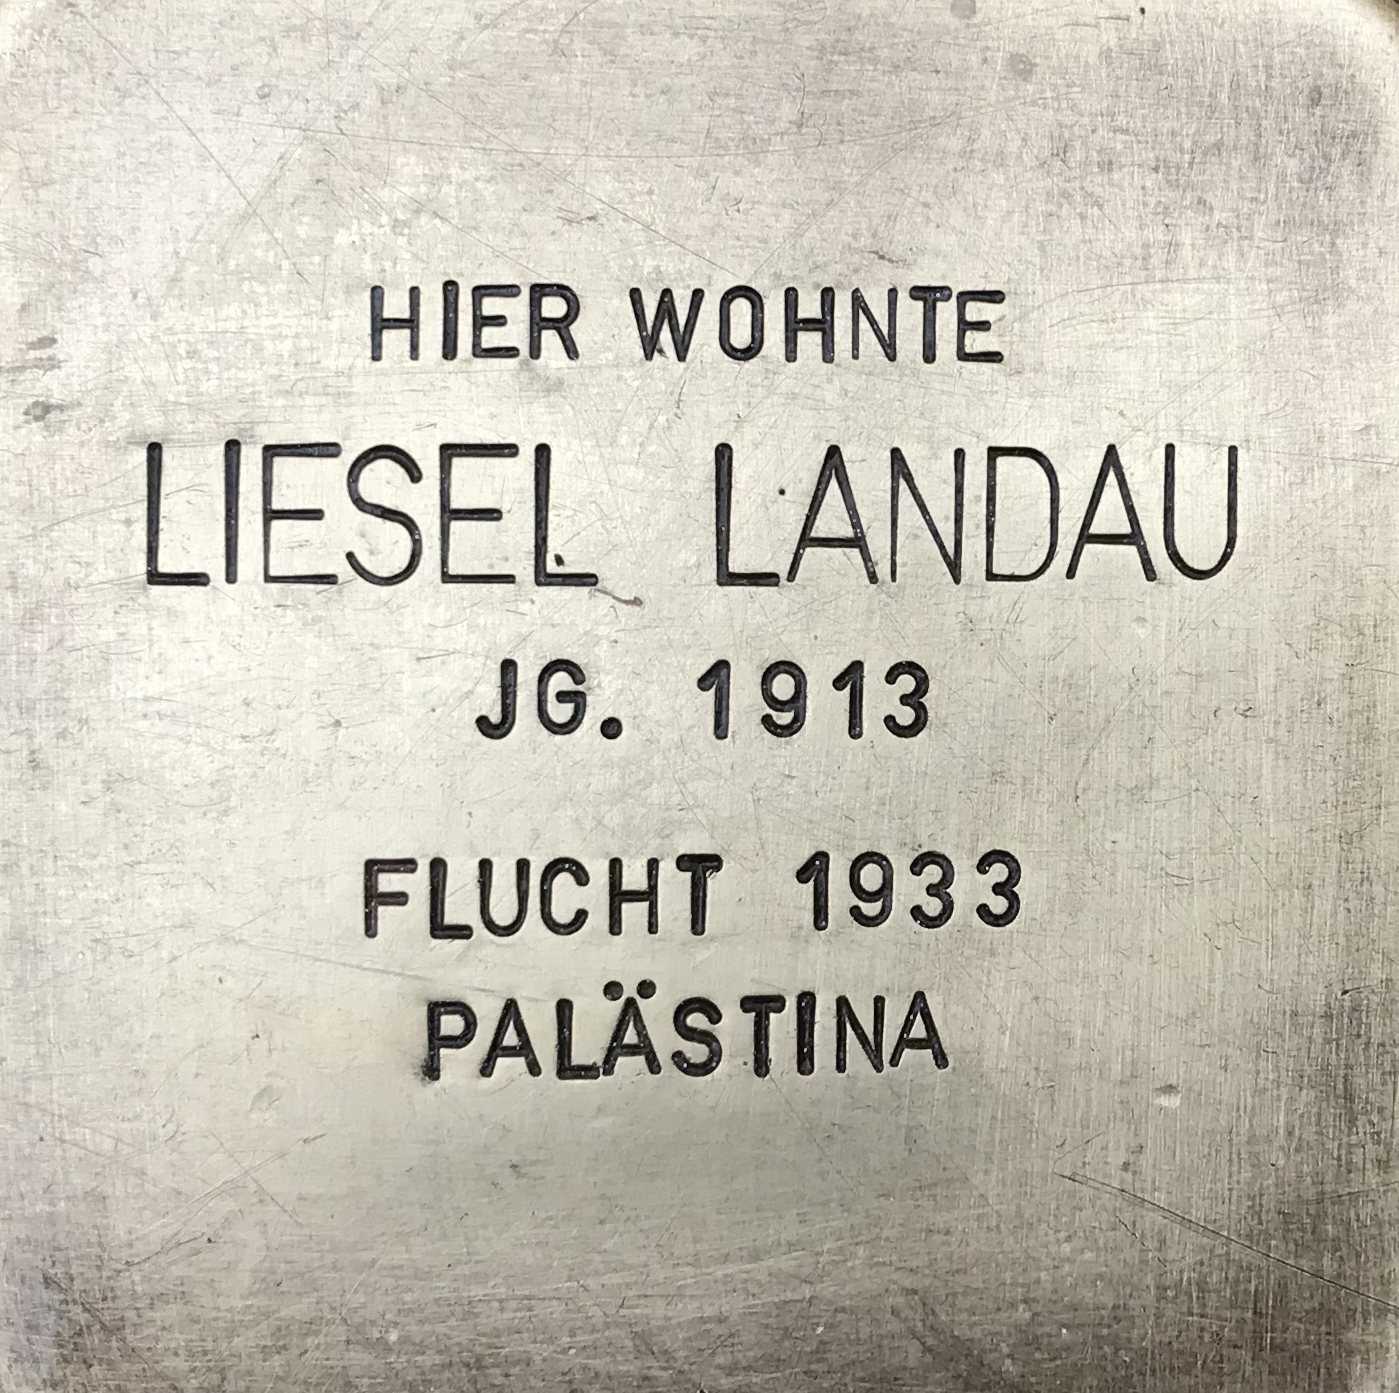 HIER WOHNTE
LIESEL LANDAU
JG. 1913
FLUCHT 1933
PALÄSTINA